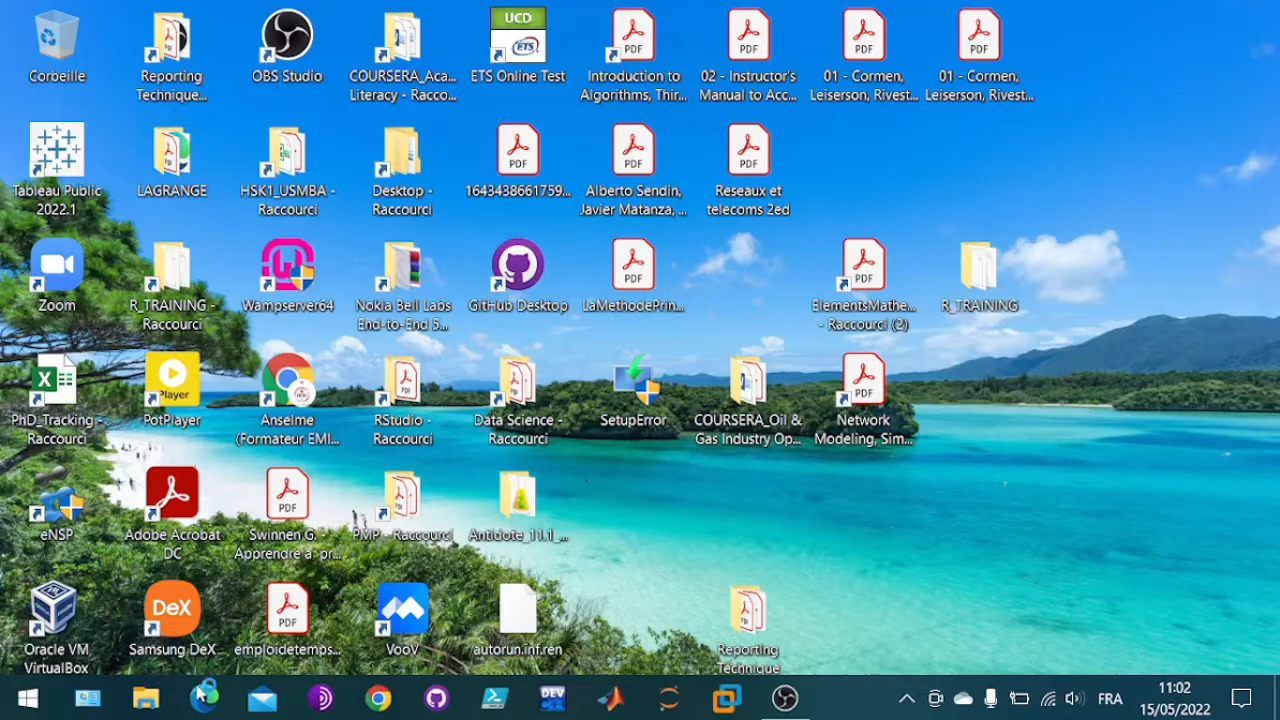 Corbeille
Reporting
Technique...
OBS Studio
COURSERA_Aca...
Literacy - Racco...
UCD
ETS
ETS Online Test
PDF
Introduction to
Algorithms, Thir...
PDF
02 - Instructor's
Manual to Acc...
PDF
01 - Cormen,
Leiserson, Rivest...
PDF
01 - Cormen,
Leiserson, Rivest...
Tableau Public
2022.1
LAGRANGE
HSK1_USMBA -
Raccourci
Desktop -
Raccourci
PDF
1643438661759...
PDF
Alberto Sendin,
Javier Matanza, ...
PDF
Reseaux et
telecoms 2ed
Zoom
R_TRAINING -
Raccourci
Wampserver64
Nokia Bell Labs
End-to-End 5...
GitHub Desktop
PDF
LaMethodePrin...
PDF
ElementsMathe...
- Raccourci (2)
R_TRAINING
PhD_Tracking -
Raccourci
Player
PotPlayer
Anselme
(Formateur EMI...
RStudio -
Raccourci
Data Science -
Raccourci
SetupError
COURSERA_Oil &
Gas Industry Op...
PDF
Network
Modeling, Sim...
eNSP
Adobe Acrobat
DC
PDF
Swinnen G. -
Apprendre à pr...
PMP - Raccourci
Antidote_11.1_...
Oracle VM
VirtualBox
DeX
Samsung DeX
PDF
emploidetemps...
VooV
autorun.inf.ren
Reporting
Technique
DEV
FRA
11:02
15/05/2022